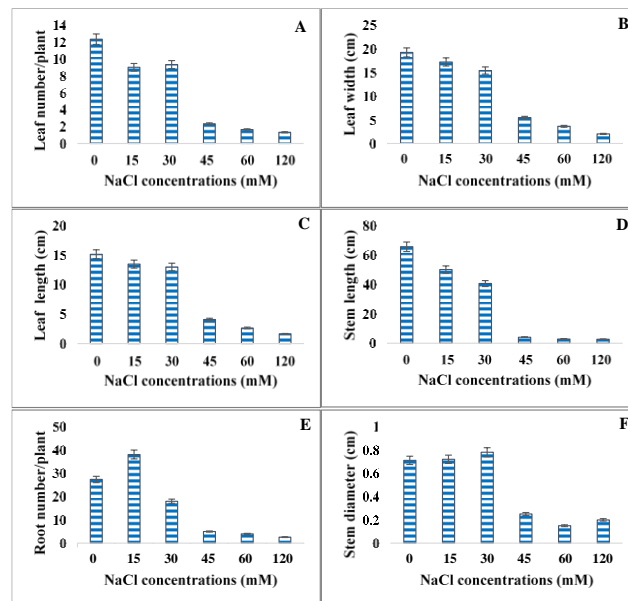 A
Leaf number/plant
14
12
10
8
6
4
2
0
0 15 30 45 60 120
NaCl concentrations (mM)
B
Leaf width (cm)
25
20
15
10
5
0
0 15 30 45 60 120
NaCl concentrations (mM)
C
Leaf length (cm)
20
15
10
5
0
0 15 30 45 60 120
NaCl concentrations (mM)
D
Stem length (cm)
80
60
40
20
0
0 15 30 45 60 120
NaCl concentrations (mM)
E
Root number/plant
50
40
30
20
10
0
0 15 30 45 60 120
NaCl concentrations (mM)
F
Stem diameter (cm)
1
0.8
0.6
0.4
0.2
0
0 15 30 45 60 120
NaCl concentrations (mM)